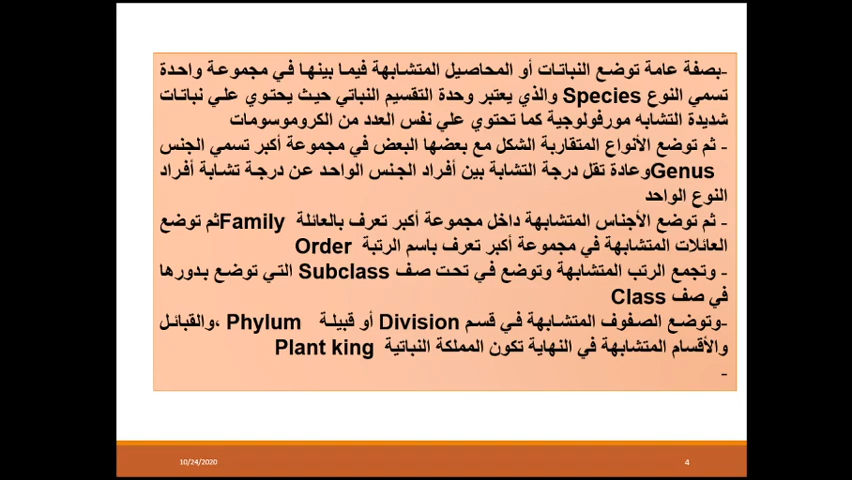 -بصفة عامة توضع النباتات أو المحاصيل المتشابهة فيما بينها في مجموعة واحدة
تسمي النوع Species والذي يعتبر وحدة التقسيم النباتي حيث يحتوي علي نباتات
شديدة التشابه مورفولوجية كما تحتوي علي نفس العدد من الكروموسومات
- ثم توضع الأنواع المتقاربة الشكل مع بعضها البعض في مجموعة أكبر تسمي الجنس
Genusوعادة تقل درجة التشابة بين أفراد الجنس الواحد عن درجة تشابة أفراد
النوع الواحد
- ثم توضع الأجناس المتشابهة داخل مجموعة أكبر تعرف بالعائلة Familyثم توضع
العائلات المتشابهة في مجموعة أكبر تعرف باسم الرتبة Order
- وتجمع الرتب المتشابهة وتوضع في تحت صف Subclass التي توضع بدورها
في صف Class
-وتوضع الصفوف المتشابهة في قسم Division أو قبيلة Phylum ،والقبائل
والأقسام المتشابهة في النهاية تكون المملكة النباتية Plant king
-
10/24/2020
4